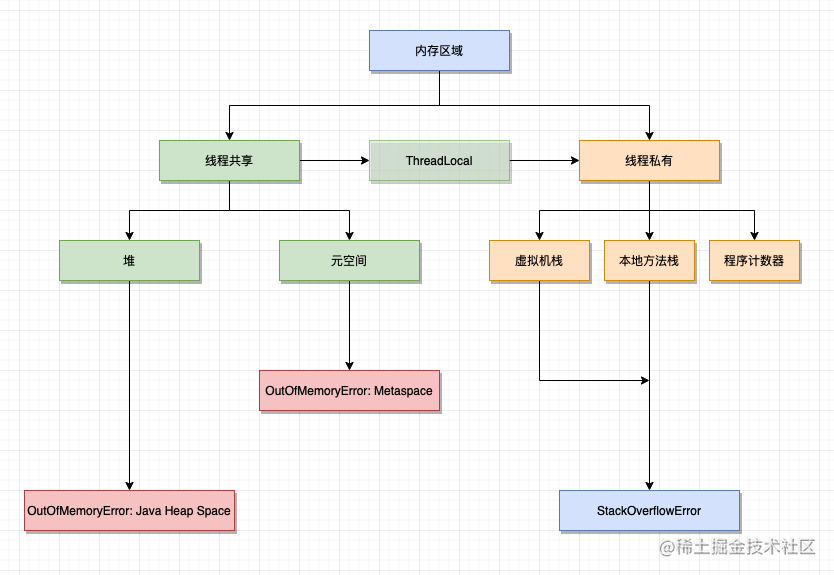 内存区域
线程共享
ThreadLocal
线程私有
堆
元空间
虚拟机栈
本地方法栈
程序计数器
OutOfMemoryError: Metaspace
OutOfMemoryError: Java Heap Space
StackOverflowError
@稀土掘金技术社区